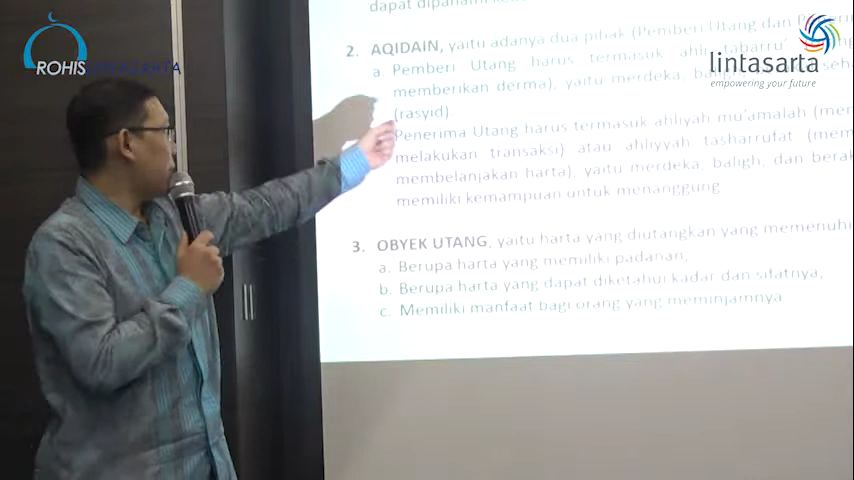 dapat dipahami
ROHIS LINTASARTA
lintasarta
empowering your future
2. AQIDAIN, yaitu adanya dua pihak (Pemberi Utang dan
a. Pemberi Utang harus termasuk ahli tabarru'
memberikan derma), yaitu merdeka, baligh,
(rasyid)
Penerima Utang harus termasuk ahliyah mu'amalah
melakukan transaksi) atau ahliyyah tasharrufat
membelanjakan harta), yaitu merdeka, baligh, dan
memiliki kemampuan untuk menanggung
3. OBYEK UTANG, yaitu harta yang diutangkan yang memenuhi
a. Berupa harta yang memiliki padanan,
b. Berupa harta yang dapat diketahui kadar dan sifatnya,
c. Memiliki manfaat bagi orang yang meminjamnya